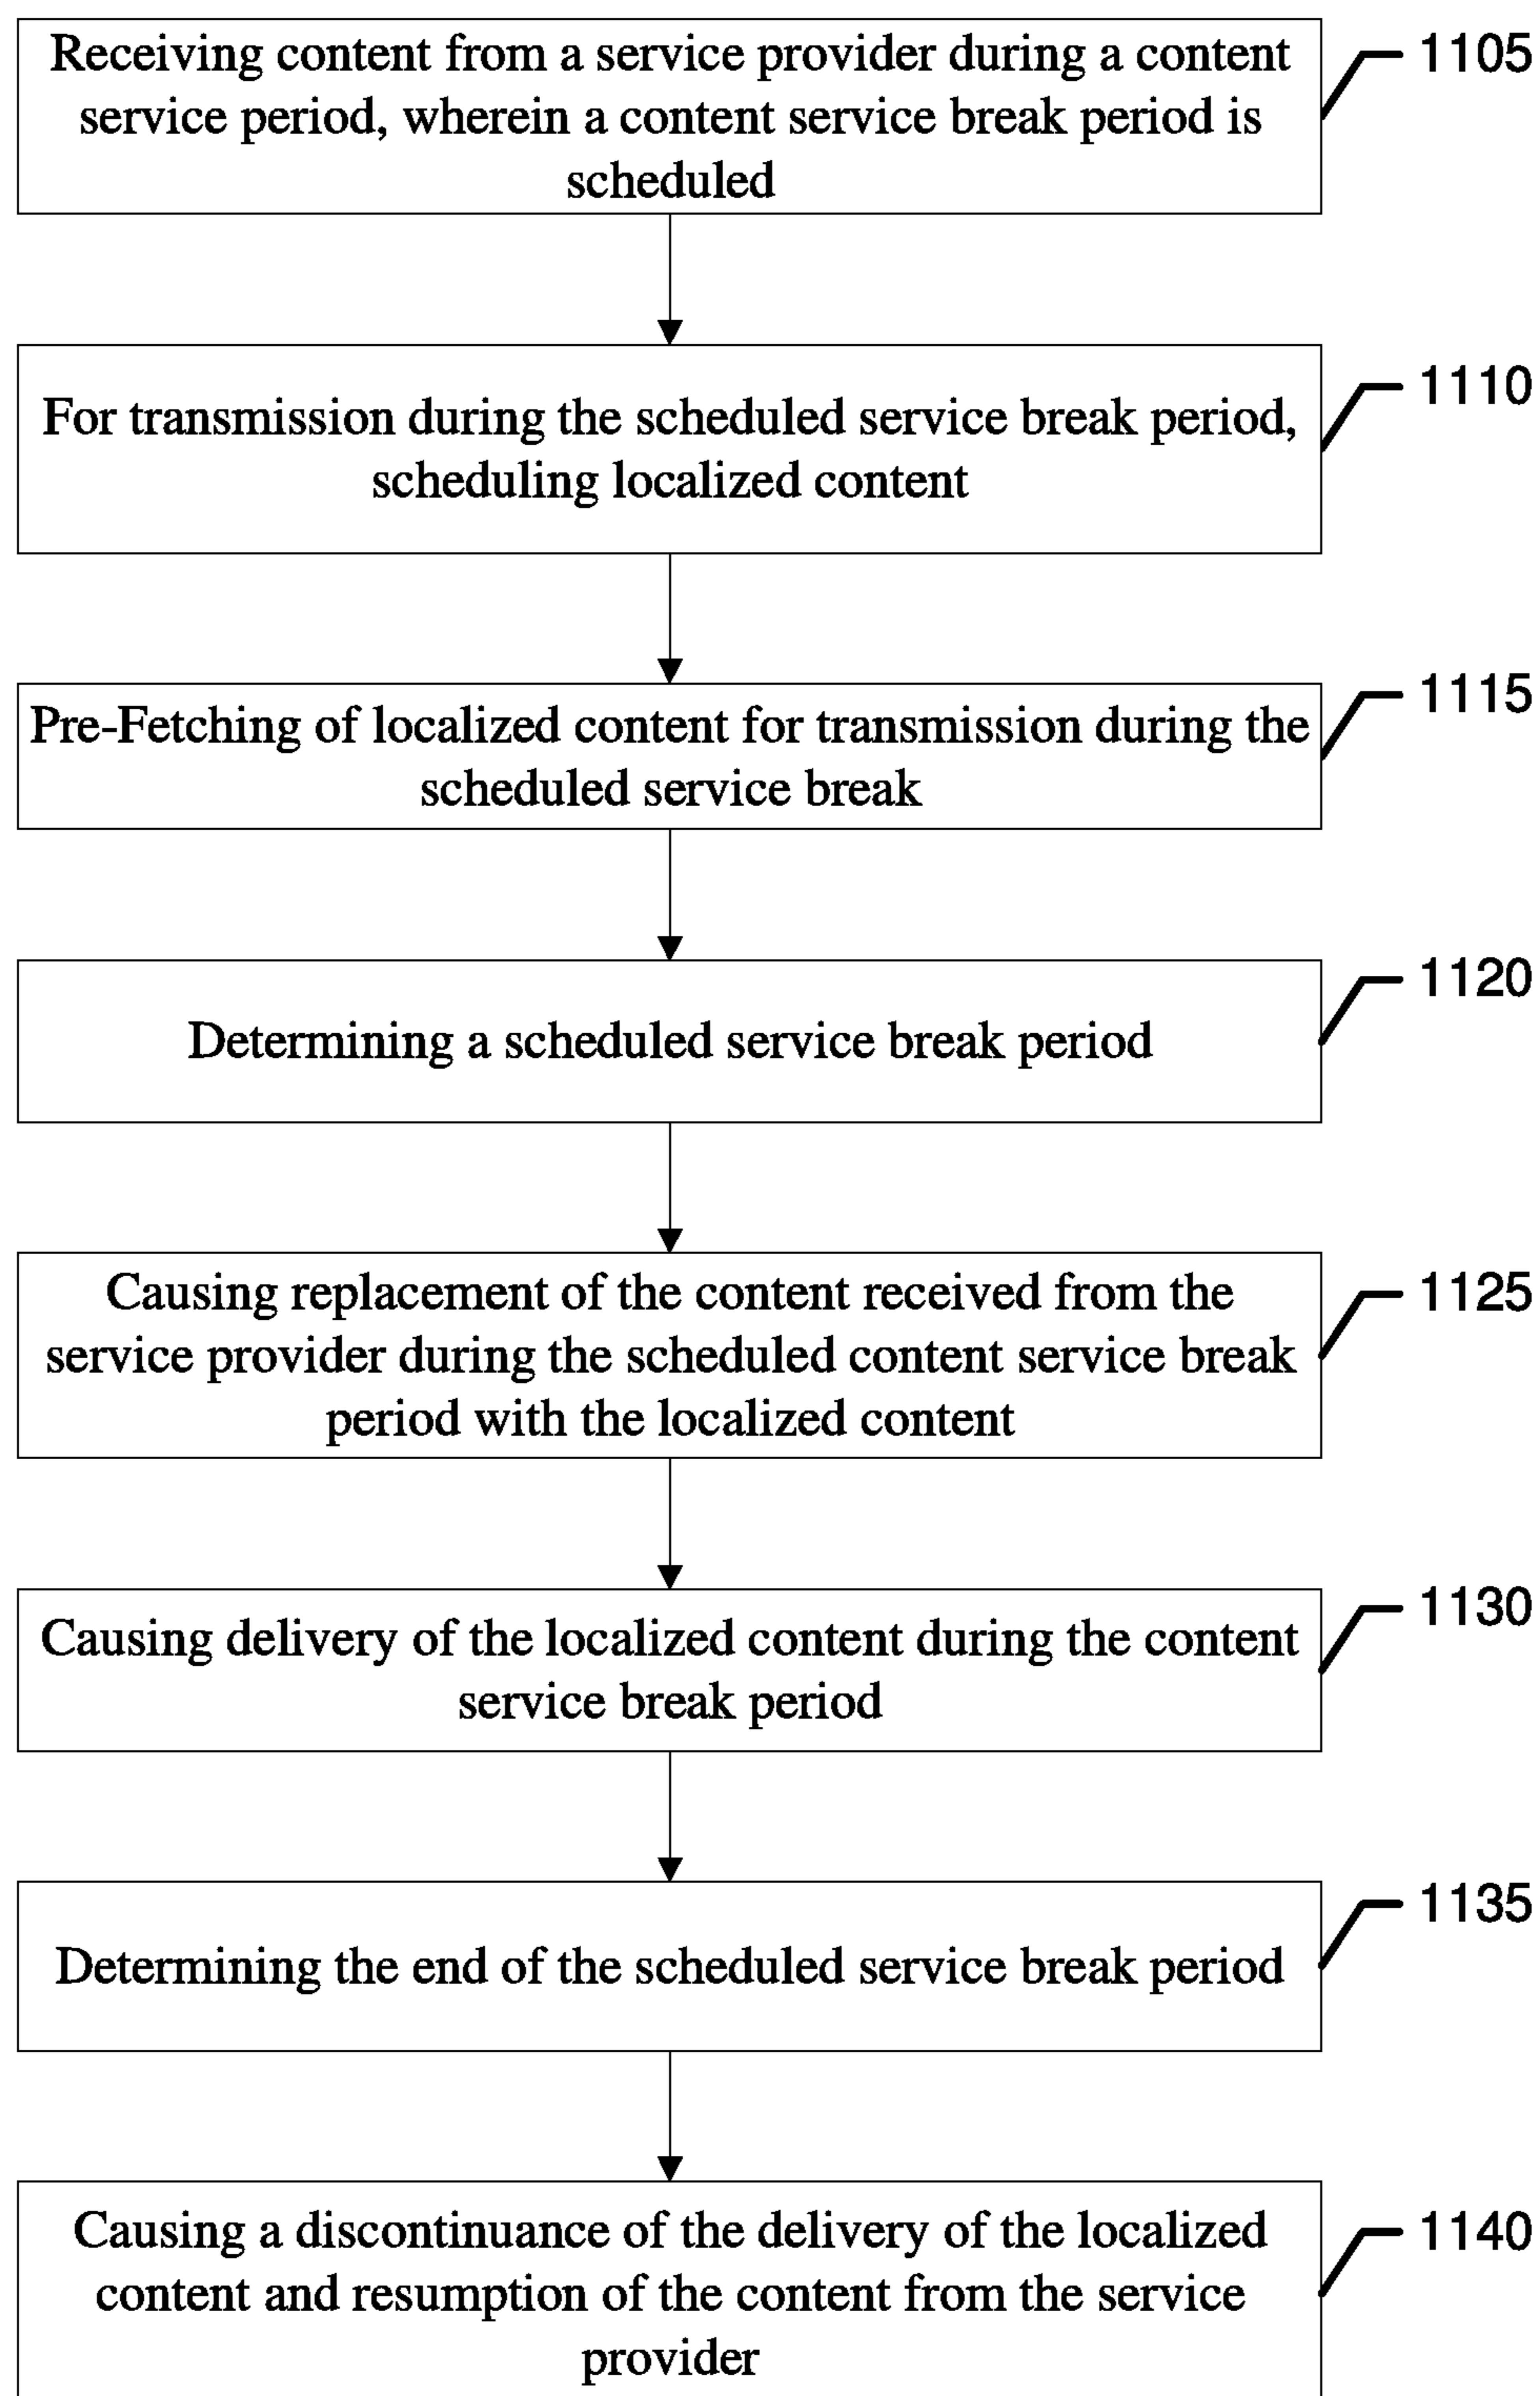 Receiving content from a service provider during a content
service period, wherein a content service break period is
scheduled
1105
For transmission during the scheduled service break period,
scheduling localized content
1110
Pre-Fetching of localized content for transmission during the
scheduled service break
1115
Determining a scheduled service break period
1120
Causing replacement of the content received from the
service provider during the scheduled content service break
period with the localized content
1125
Causing delivery of the localized content during the content
service break period
1130
Determining the end of the scheduled service break period
1135
Causing a discontinuance of the delivery of the localized
content and resumption of the content from the service
provider
1140